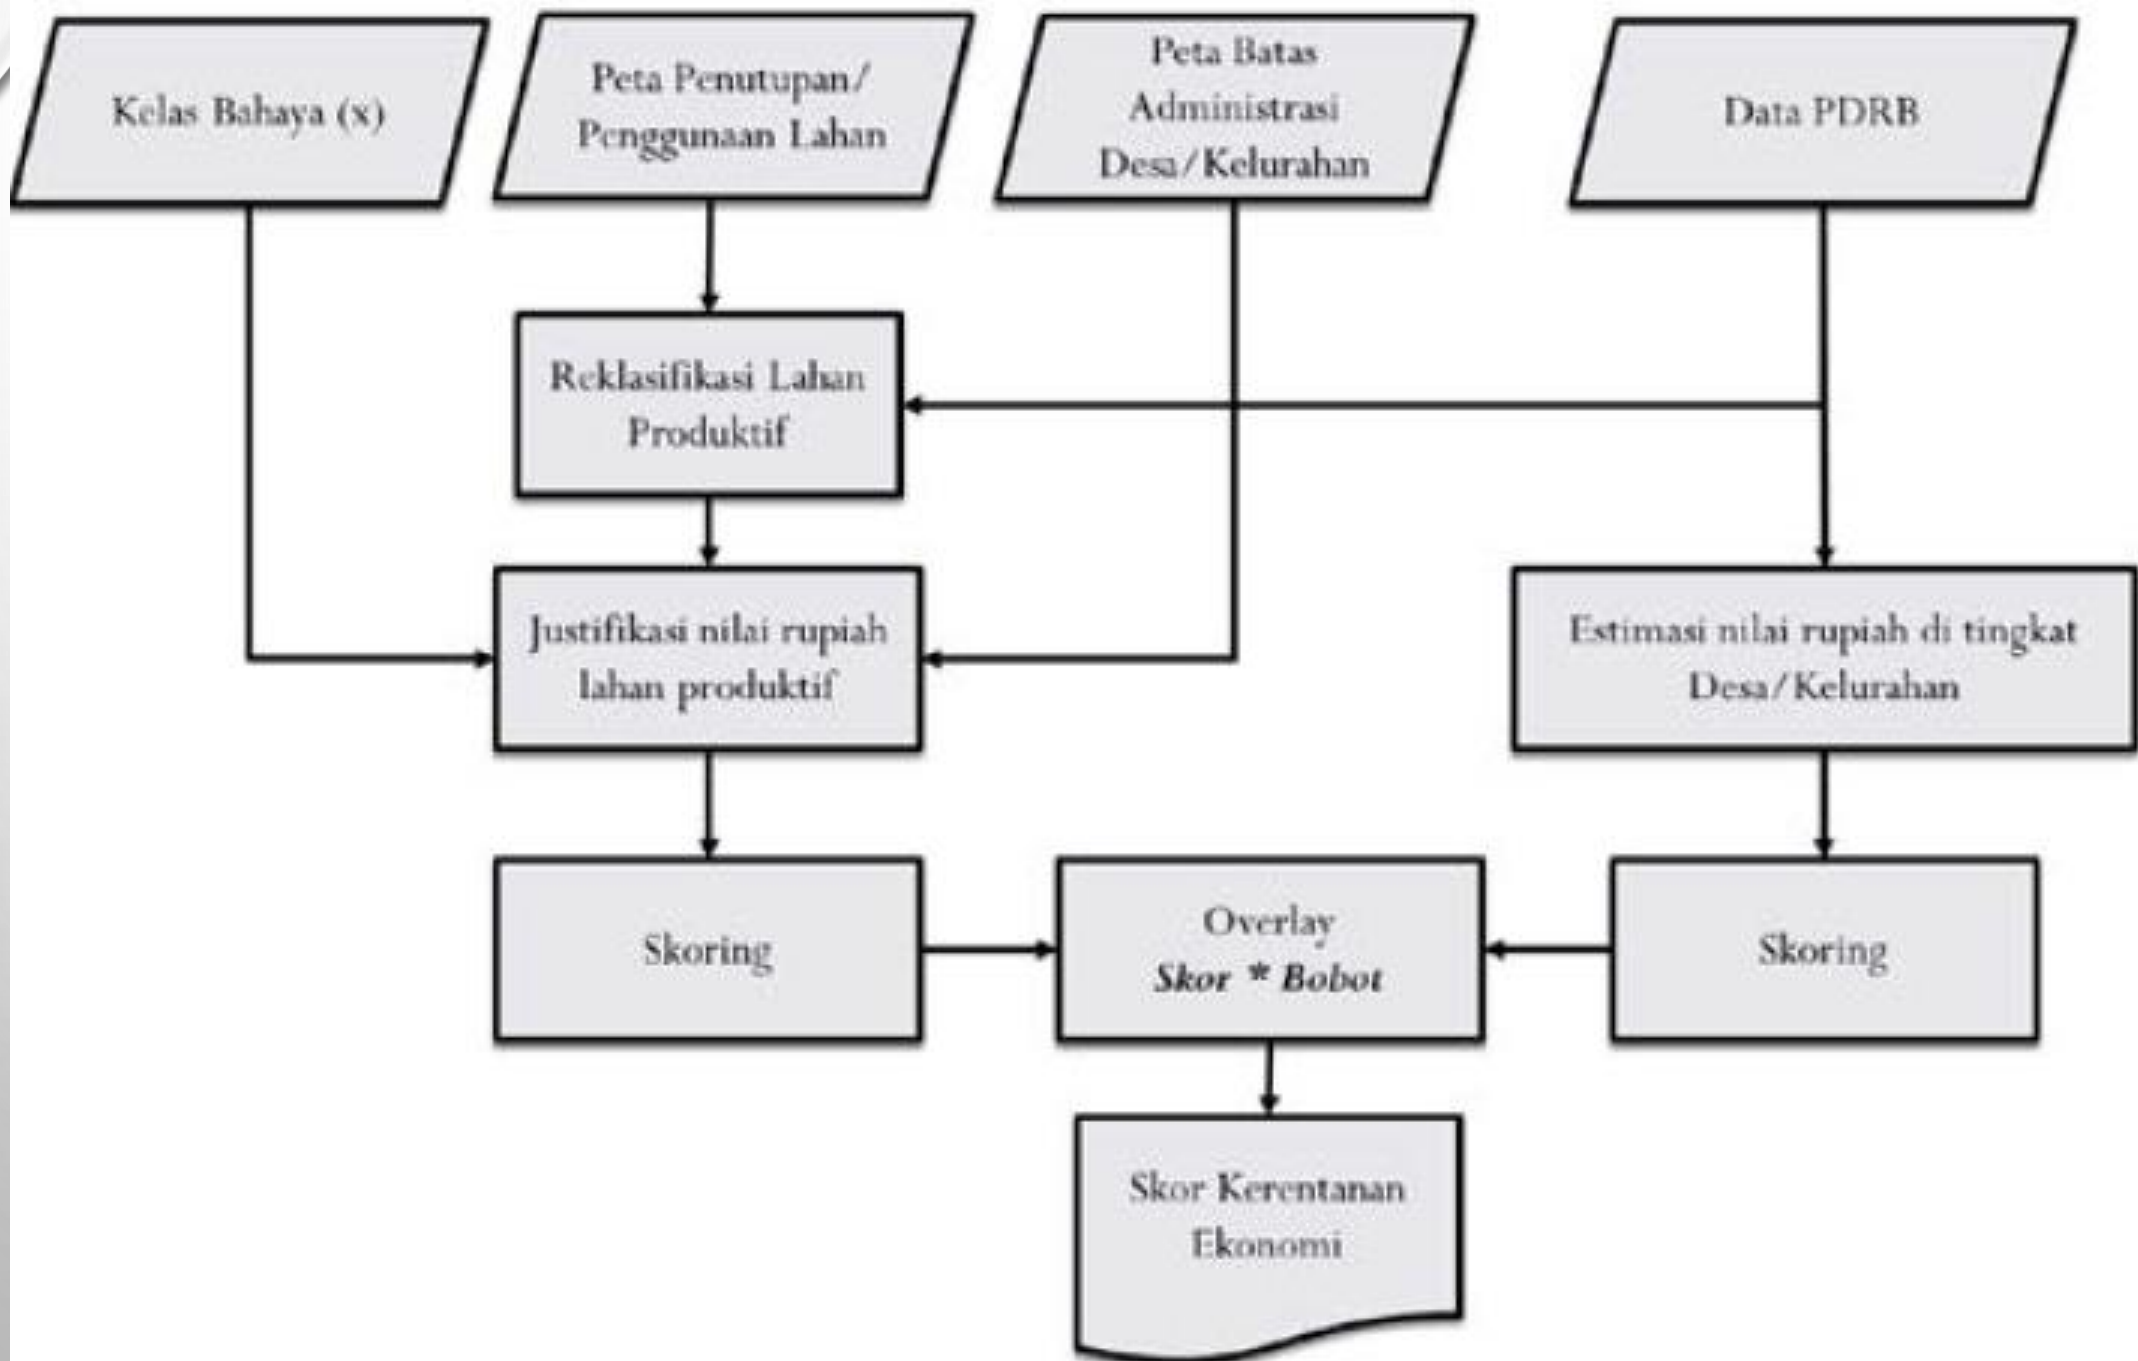 Kelas Bahaya (x)
Peta Penutupan/
Penggunaan Lahan
Peta Batas
Administrasi
Desa/Kelurahan
Data PDRB
Reklasifikasi Lahan
Produktif
Justifikasi nilai rupiah
lahan produktif
Estimasi nilai rupiah di tingkat
Desa/Kelurahan
Skoring
Overlay
Skor * Bobot
Skoring
Skor Kerentanan
Ekonomi